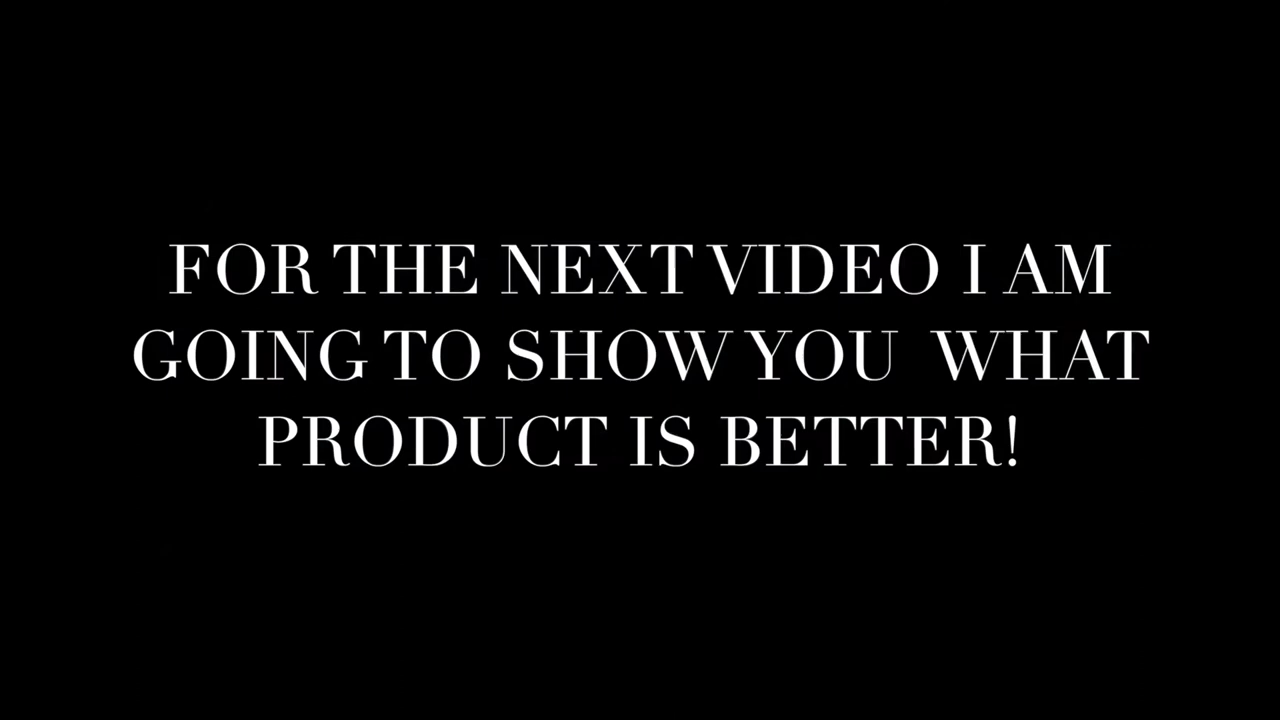 FOR THE NEXT VIDEO I AM
GOING TO SHOW YOU WHAT
PRODUCT IS BETTER!